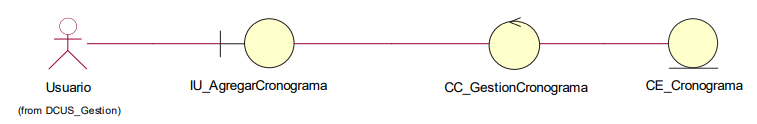 Usuario
(from DCUS_Gestion)
IU_AgregarCronograma
CC_GestionCronograma
CE_Cronograma